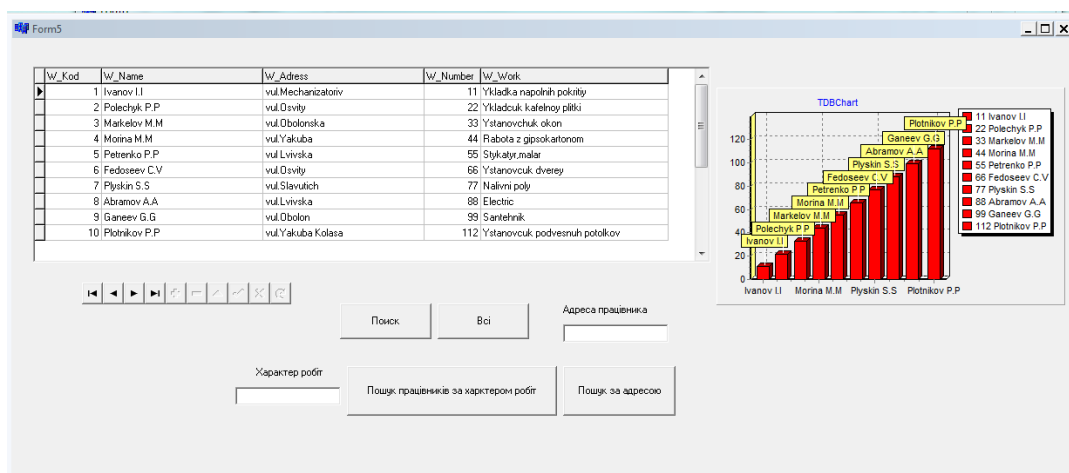 Form5
W_Kod W_Name W_Adress W_Number W_Work
1 Ivanov I.I vul.Mechanizatoriv 11 Ykladka napolnih pokritiy
2 Polechyk P.P vul.Osvity 22 Ykladcuk kafelnoy plitki
3 Markelov M.M vul.Obolonska 33 Ystanovchuk okon
4 Morina M.M vul.Yakuba 44 Rabota z gipsokartonom
5 Petrenko P.P vul Lvivska 55 Stykatyr,malar
6 Fedoseev C.V vul.Osvity 66 Ystanovcuk dverey
7 Plyskin S.S vul.Slavutich 77 Nalivni poly
8 Abramov A.A vul.Lvivska 88 Electric
9 Ganeev G.G vul.Obolon 99 Santehnik
10 Plotnikov P.P vul.Yakuba Kolasa 112 Ystanovcuk podvesnuh potolkov
TDBChart
120
100
80
60
40
20
0
Plotnikov P.P
Ganeev G.G
Abramov A.A
Plyskin S.S
Fedoseev C.V
Petrenko P.P
Morina M.M
Markelov M.M
Polechyk P.P
Ivanov I.I
Ivanov I.I Morina M.M Plyskin S.S Plotnikov P.P
11 Ivanov I.I
22 Polechyk P.P
33 Markelov M.M
44 Morina M.M
55 Petrenko P.P
66 Fedoseev C.V
77 Plyskin S.S
88 Abramov A.A
99 Ganeev G.G
112 Plotnikov P.P
Поиск
Всі
Адреса працівника
Характер робіт
Пошук працівників за харктером робіт
Пошук за адресою